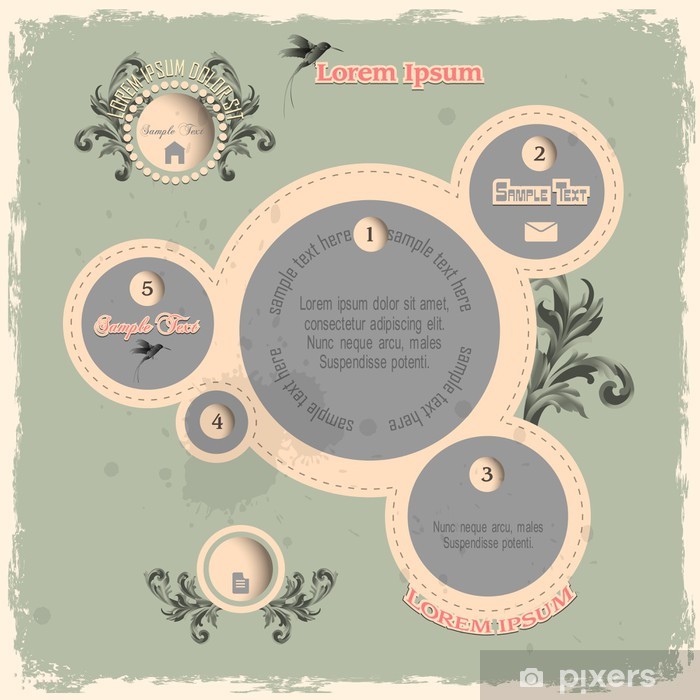 Lorem Ipsum
LOREM IPSUM DOLOR SIT
Sample Text
2
Sample Text
1
sample text here
sample text here
sample text here
sample text here
Lorem ipsum dolor sit amet,
consectetur adipiscing elit.
Nunc neque arcu, males
Suspendisse potenti.
5
Sample Text
4
3
Nunc neque arcu, males
Suspendisse potenti.
LOREM IPSUM
pixers